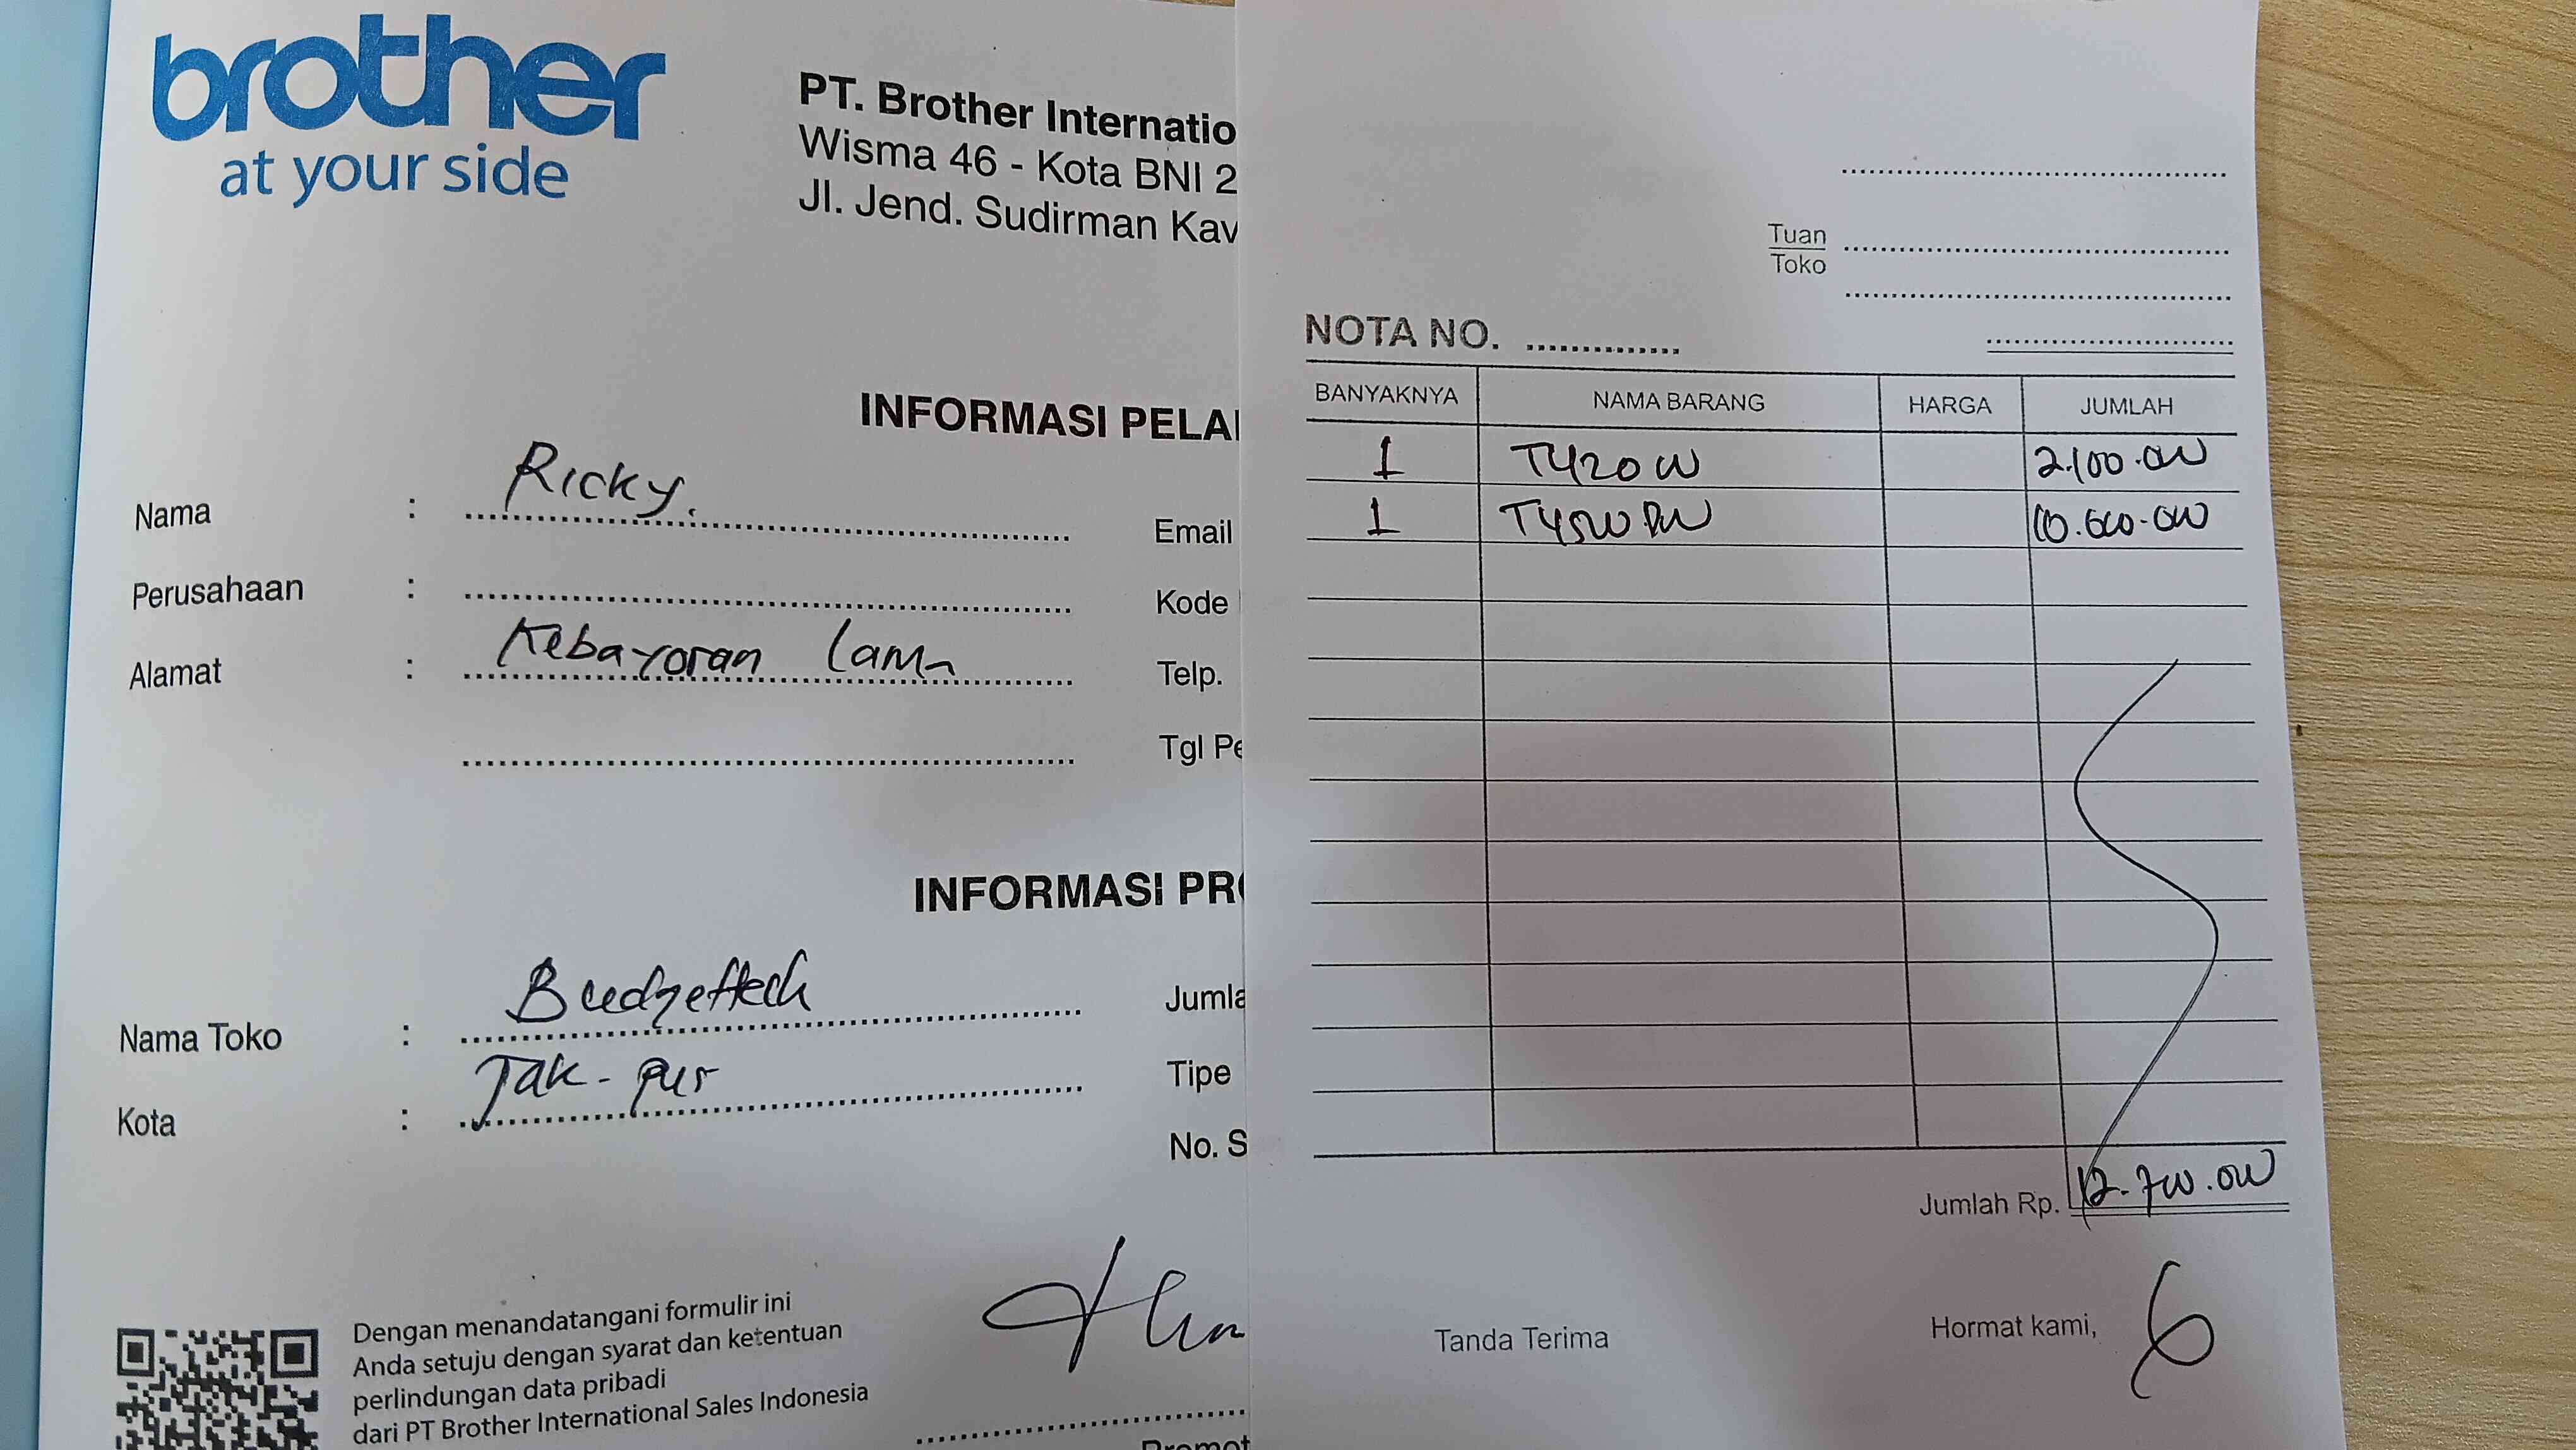 brother
at your side
PT. Brother Internatio
Wisma 46 - Kota BNI 2
Jl. Jend. Sudirman Kav
INFORMASI PELA
Nama : Ricky.
Email
Perusahaan :
Kode
Alamat : Kebayoran Lama
Telp.
Tgl Pe
INFORMASI PR
Nama Toko : Budgettech
Jumla
Kota : Jak-pus
Tipe
No. S
Dengan menandatangani formulir ini
Anda setuju dengan syarat dan ketentuan
perlindungan data pribadi
dari PT Brother International Sales Indonesia
Promot
Tuan
Toko
NOTA NO.
BANYAKNYA NAMA BARANG HARGA JUMLAH
1 T420W 2.100.000
1 T4500DW 10.600.000
Jumlah Rp. 12.700.000
Tanda Terima
Hormat kami,